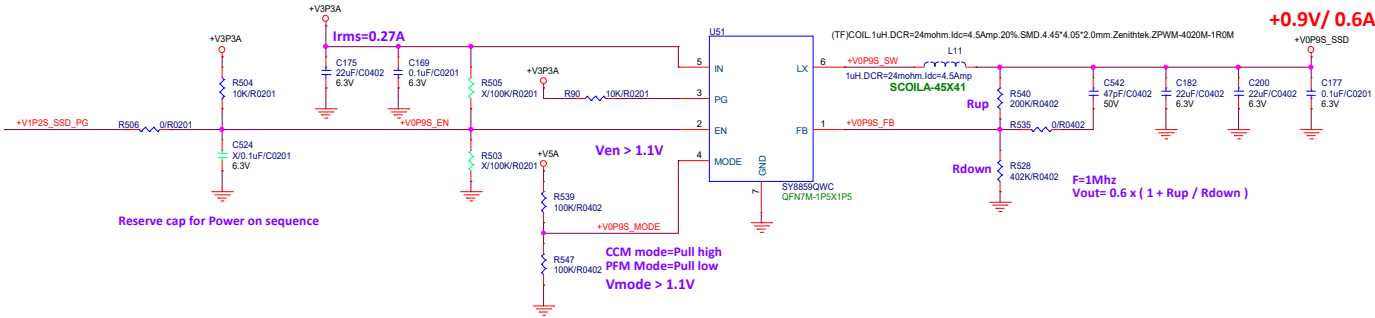 +0.9V/ 0.6A
+V3P3A
Irms=0.27A
C175
22uF/C0402
6.3V
C169
0.1uF/C0201
6.3V
+V3P3A
R504
10K/R0201
+V1P2S_SSD_PG
R506
0/R0201
C524
X/0.1uF/C0201
6.3V
Reserve cap for Power on sequence
R505
X/100K/R0201
+V0P9S_EN
R503
X/100K/R0201
+V3P3A
R90
10K/R0201
Ven > 1.1V
+V5A
R539
100K/R0402
+V0P9S_MODE
R547
100K/R0402
CCM mode=Pull high
PFM Mode=Pull low
Vmode > 1.1V
U51
5
IN
3
PG
2
EN
4
MODE
GND
7
LX
6
FB
1
SY8859QWC
QFN7M-1P5X1P5
(TF)COIL.1uH.DCR=24mohm.Idc=4.5Amp.20%.SMD.4.45*4.05*2.0mm.Zenithtek.ZPWM-4020M-1R0M
+V0P9S_SW
L11
1uH.DCR=24mohm.Idc=4.5Amp
SCOILA-45X41
+V0P9S_FB
Rup
R540
200K/R0402
R535
0/R0402
Rdown
R528
402K/R0402
F=1Mhz
Vout= 0.6 x ( 1 + Rup / Rdown )
C542
47pF/C0402
50V
C182
22uF/C0402
6.3V
C200
22uF/C0402
6.3V
+V0P9S_SSD
C177
0.1uF/C0201
6.3V